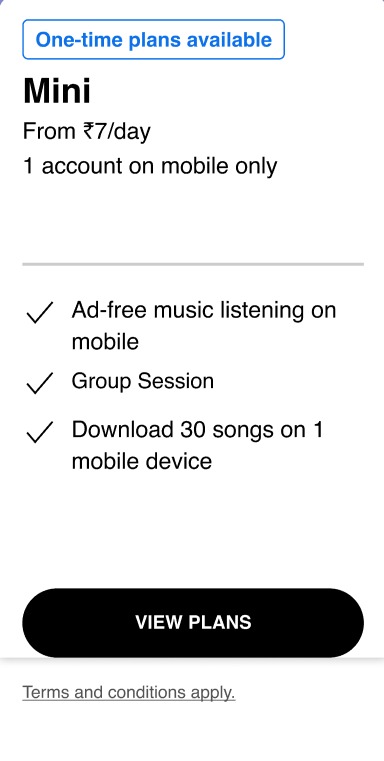 One-time plans available
Mini
From ₹7/day
1 account on mobile only
Ad-free music listening on
mobile
Group Session
Download 30 songs on 1
mobile device
VIEW PLANS
Terms and conditions apply.